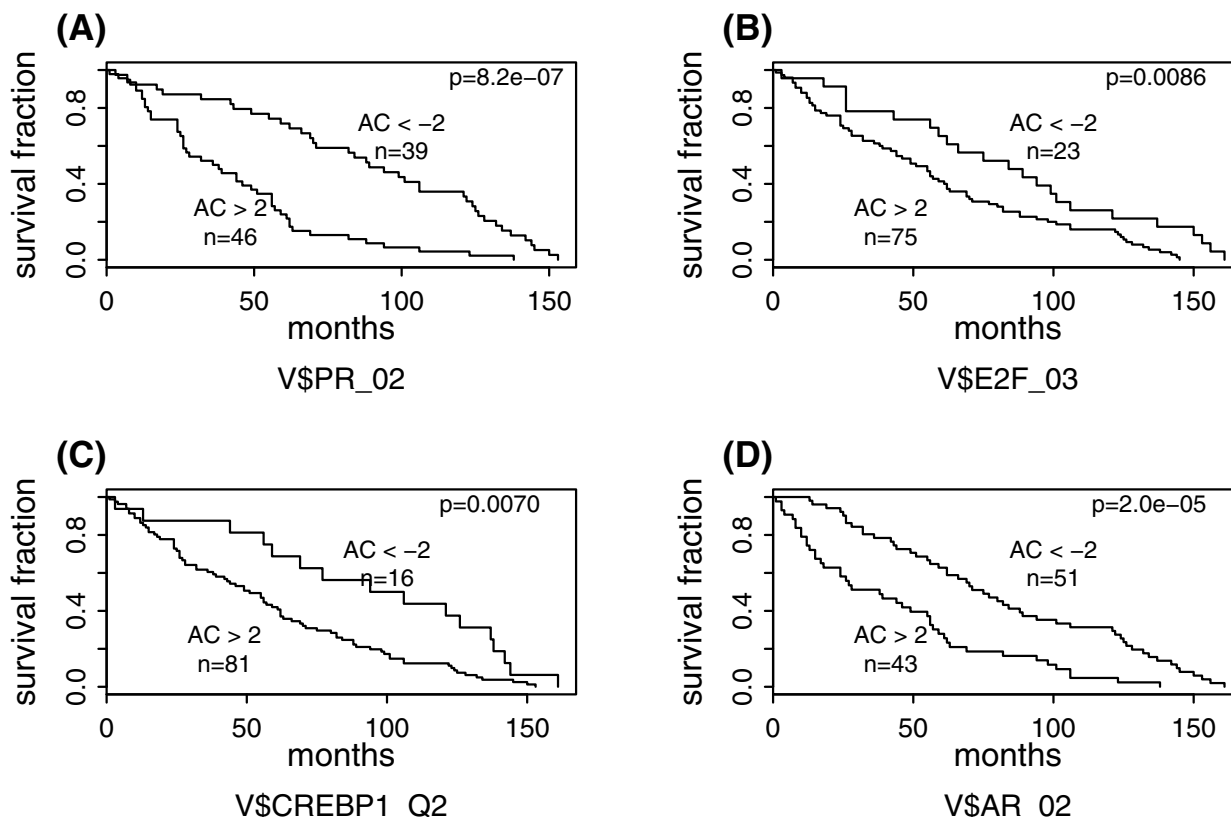 (A)
survival fraction
0.0 0.4 0.8
p=8.2e−07
AC < −2
n=39
AC > 2
n=46
0 50 100 150
months
V$PR_02
(B)
survival fraction
0.0 0.4 0.8
p=0.0086
AC < −2
n=23
AC > 2
n=75
0 50 100 150
months
V$E2F_03
(C)
survival fraction
0.0 0.4 0.8
p=0.0070
AC < −2
n=16
AC > 2
n=81
0 50 100 150
months
V$CREBP1_Q2
(D)
survival fraction
0.0 0.4 0.8
p=2.0e−05
AC < −2
n=51
AC > 2
n=43
0 50 100 150
months
V$AR_02